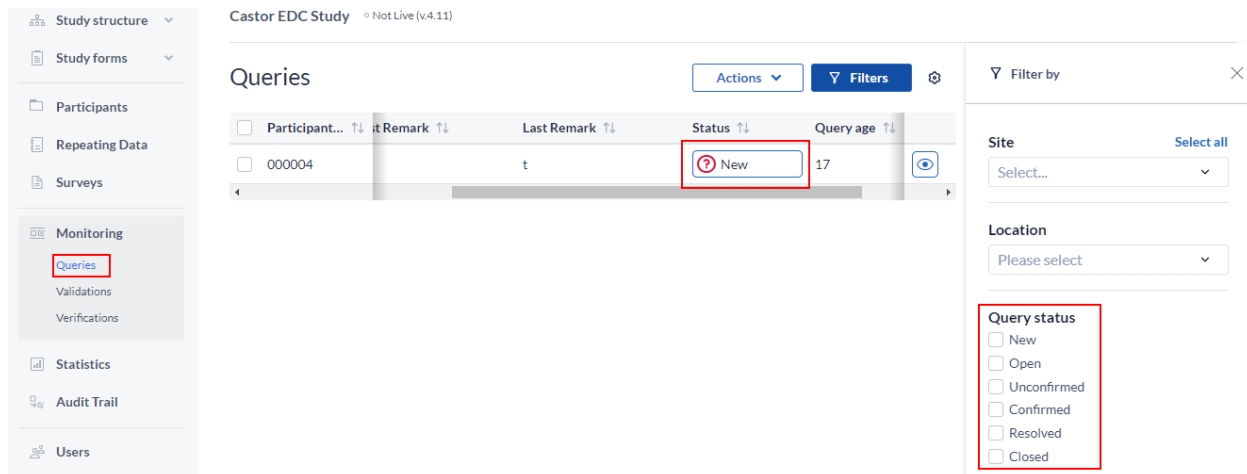 Study structure
Study forms
Participants
Repeating Data
Surveys
Monitoring
Queries
Validations
Verifications
Statistics
Audit Trail
Users
Castor EDC Study Not Live (v.4.11)
Queries
Actions
Filters
Participant... st Remark Last Remark Status Query age
000004 t New 17
Filter by
Site Select all
Select...
Location
Please select
Query status
New
Open
Unconfirmed
Confirmed
Resolved
Closed